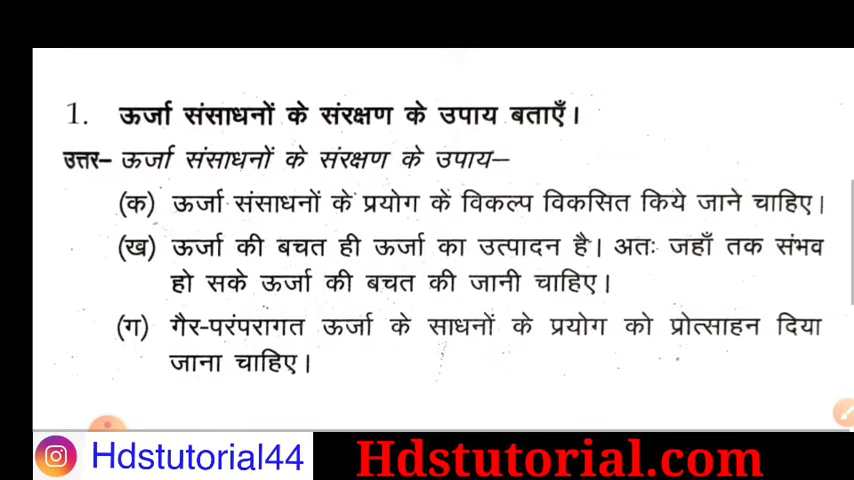 1. ऊर्जा संसाधनों के संरक्षण के उपाय बताएँ।
उत्तर– ऊर्जा संसाधनों के संरक्षण के उपाय–
(क) ऊर्जा संसाधनों के प्रयोग के विकल्प विकसित किये जाने चाहिए।
(ख) ऊर्जा की बचत ही ऊर्जा का उत्पादन है। अतः जहाँ तक संभव
हो सके ऊर्जा की बचत की जानी चाहिए।
(ग) गैर-परंपरागत ऊर्जा के साधनों के प्रयोग को प्रोत्साहन दिया
जाना चाहिए।
Hdstutorial44 Hdstutorial.com